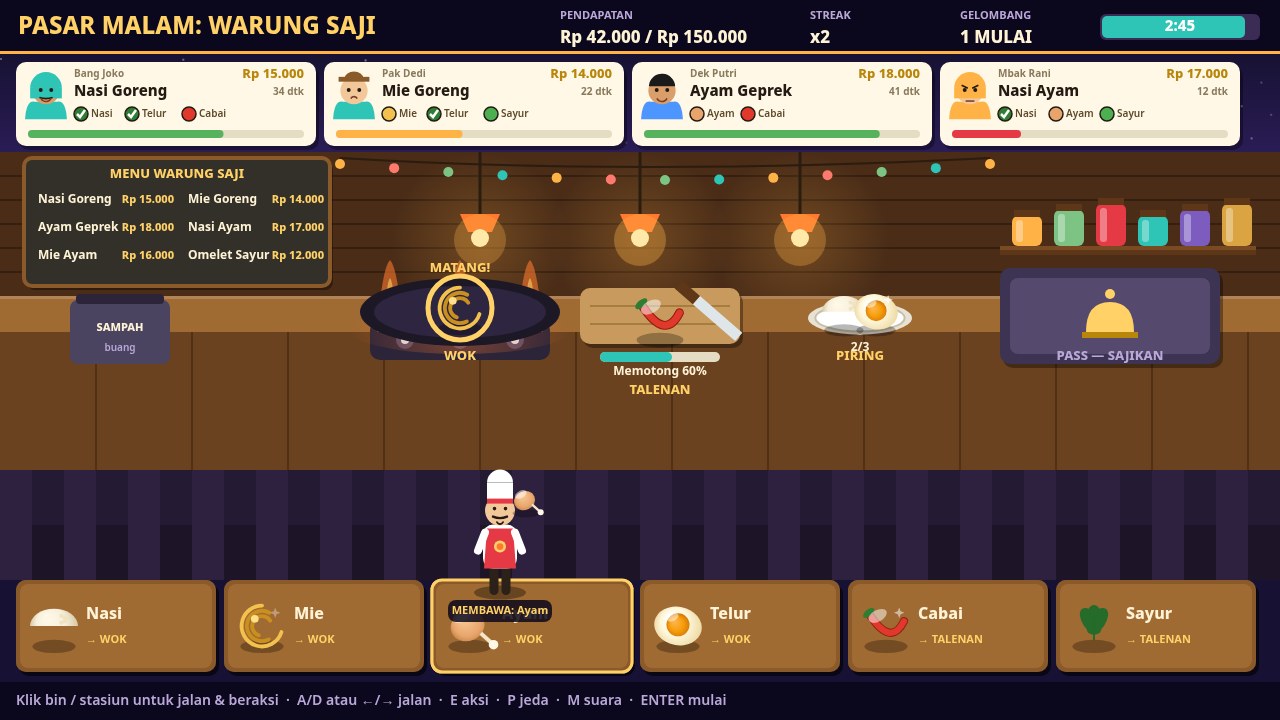 PASAR MALAM: WARUNG SAJI
PENDAPATAN
Rp 42.000 / Rp 150.000
STREAK
x2
GELOMBANG
1 MULAI
2:45
Bang Joko
Rp 15.000
Nasi Goreng
34 dtk
Nasi Telur Cabai
Pak Dedi
Rp 14.000
Mie Goreng
22 dtk
Mie Telur Sayur
Dek Putri
Rp 18.000
Ayam Geprek
41 dtk
Ayam Cabai
Mbak Rani
Rp 17.000
Nasi Ayam
12 dtk
Nasi Ayam Sayur
MENU WARUNG SAJI
Nasi Goreng Rp 15.000 Mie Goreng Rp 14.000
Ayam Geprek Rp 18.000 Nasi Ayam Rp 17.000
Mie Ayam Rp 16.000 Omelet Sayur Rp 12.000
SAMPAH
buang
MATANG!
WOK
Memotong 60%
TALENAN
2/3
PIRING
PASS — SAJIKAN
Nasi
→ WOK
Mie
→ WOK
MEMBAWA: Ayam
→ WOK
Telur
→ WOK
Cabai
→ TALENAN
Sayur
→ TALENAN
Klik bin / stasiun untuk jalan & beraksi · A/D atau ←/→ jalan · E aksi · P jeda · M suara · ENTER mulai